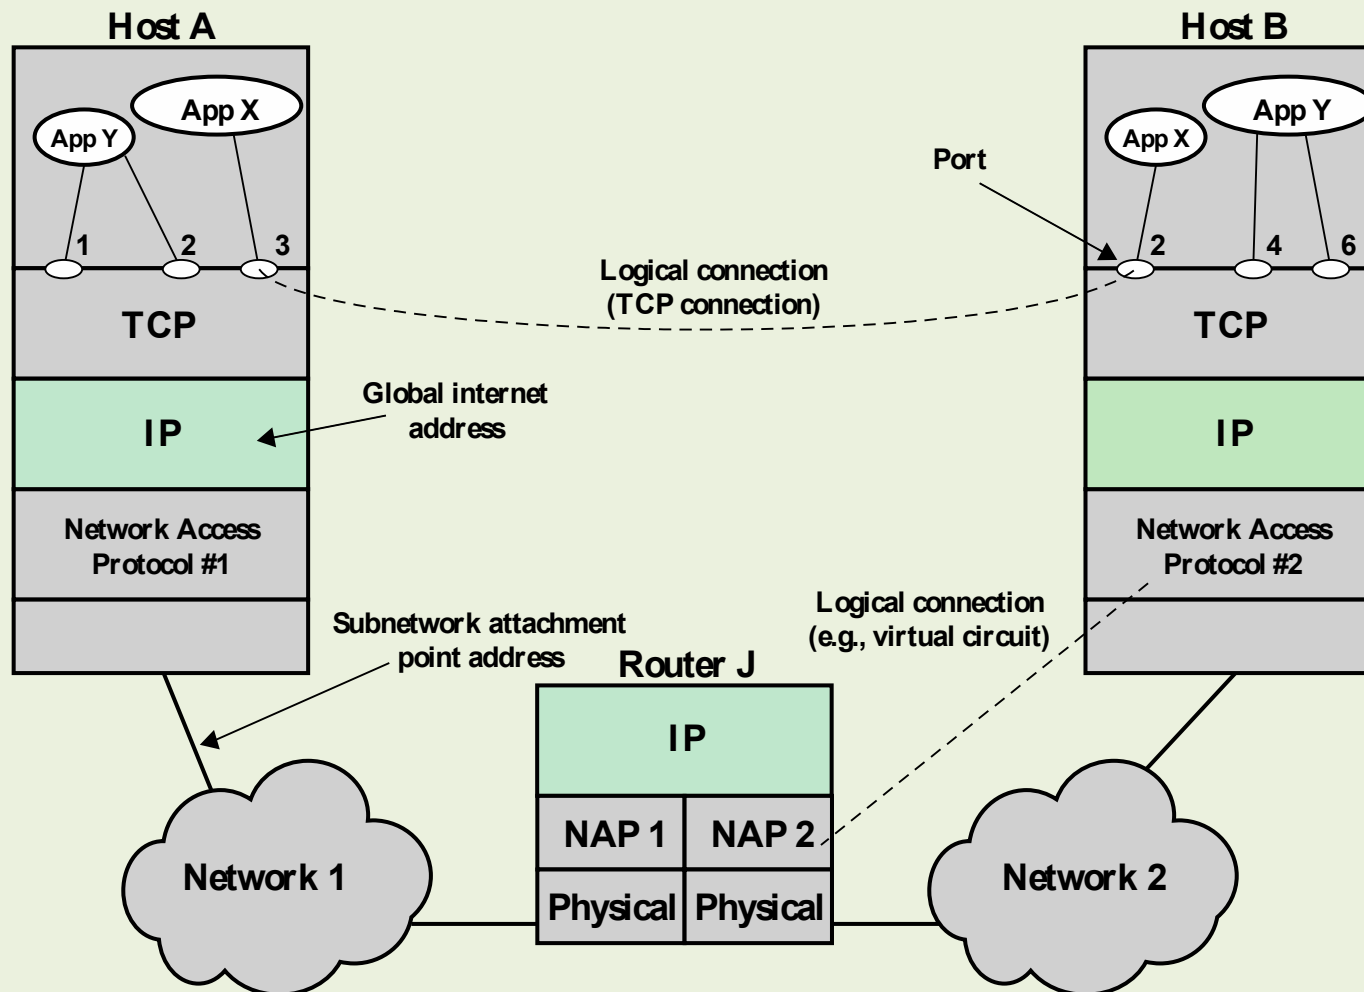 Host A
Host B
App X
App Y
App Y
App X
Port
1
2
3
2
4
6
Logical connection
(TCP connection)
TCP
TCP
Global internet
address
IP
IP
Network Access
Protocol #1
Network Access
Protocol #2
Logical connection
(e.g., virtual circuit)
Subnetwork attachment
point address
Router J
IP
NAP 1
NAP 2
Network 1
Network 2
Physical
Physical